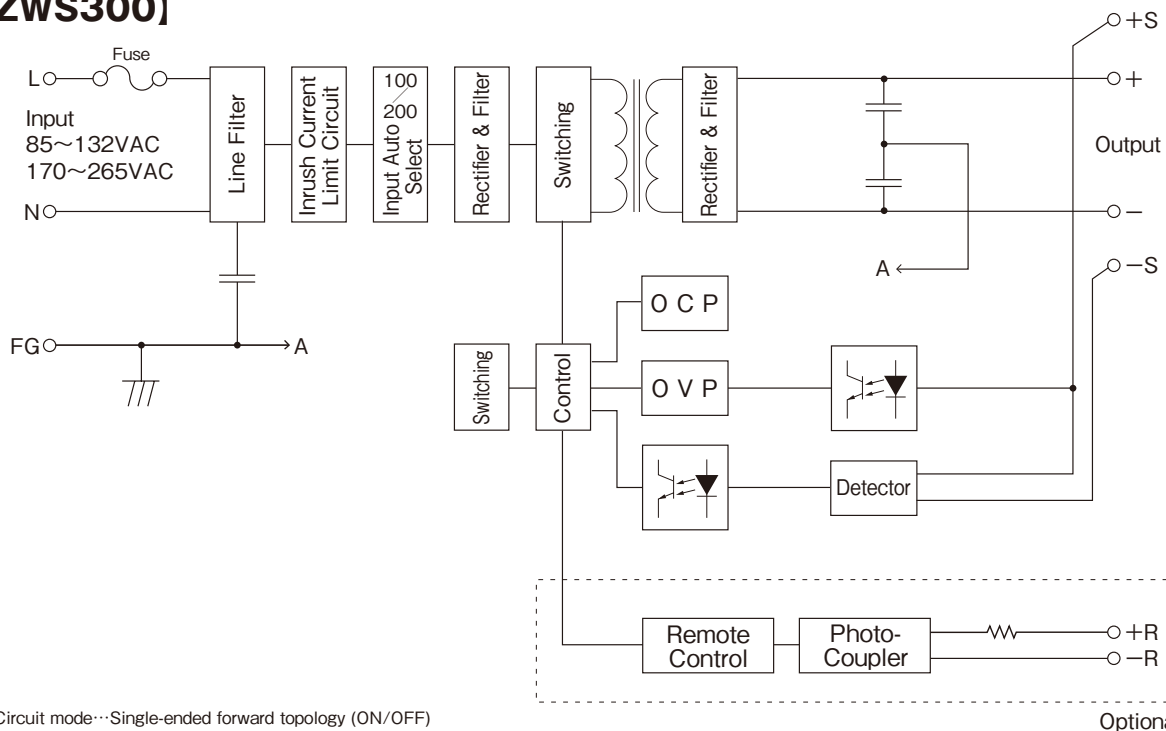 ZWS300】
Fuse
L
Input
85～132VAC
170～265VAC
N
FG
A
Line Filter
Inrush Current
Limit Circuit
100
200
Input Auto
Select
Rectifier & Filter
Switching
Rectifier & Filter
+S
+
Output
−
−S
A
OCP
Switching
Control
OVP
Detector
Remote
Control
Photo-
Coupler
+R
−R
Circuit mode…Single-ended forward topology (ON/OFF)
Optiona